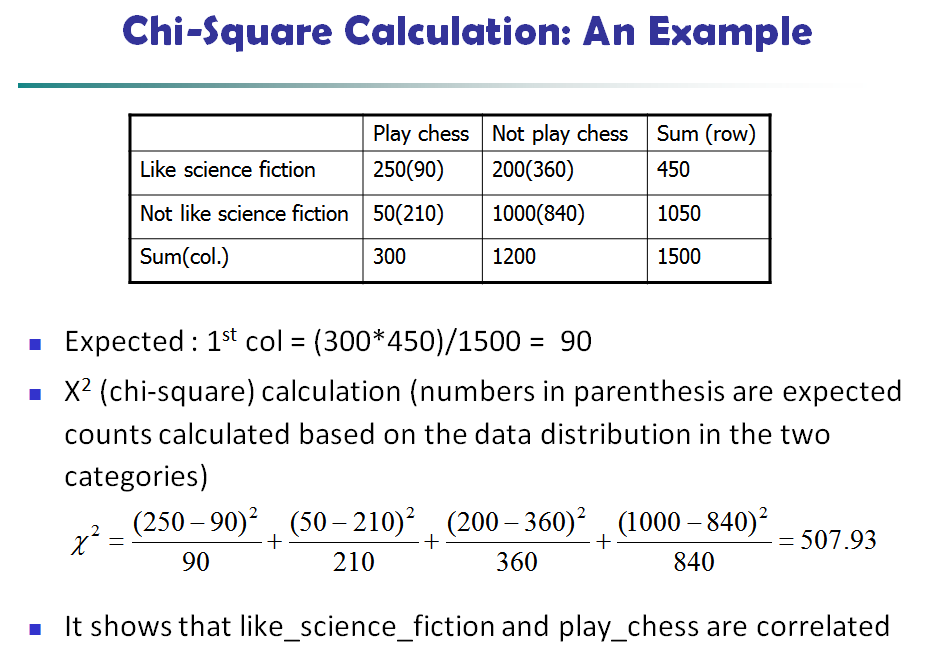 Chi-Square Calculation: An Example
Play chess Not play chess Sum (row)
Like science fiction 250(90) 200(360) 450
Not like science fiction 50(210) 1000(840) 1050
Sum(col.) 300 1200 1500
Expected : 1st col = (300*450)/1500 = 90
X² (chi-square) calculation (numbers in parenthesis are expected
counts calculated based on the data distribution in the two
categories)
χ² = (250 – 90)²/90 + (50 – 210)²/210 + (200 – 360)²/360 + (1000 – 840)²/840 = 507.93
It shows that like_science_fiction and play_chess are correlated